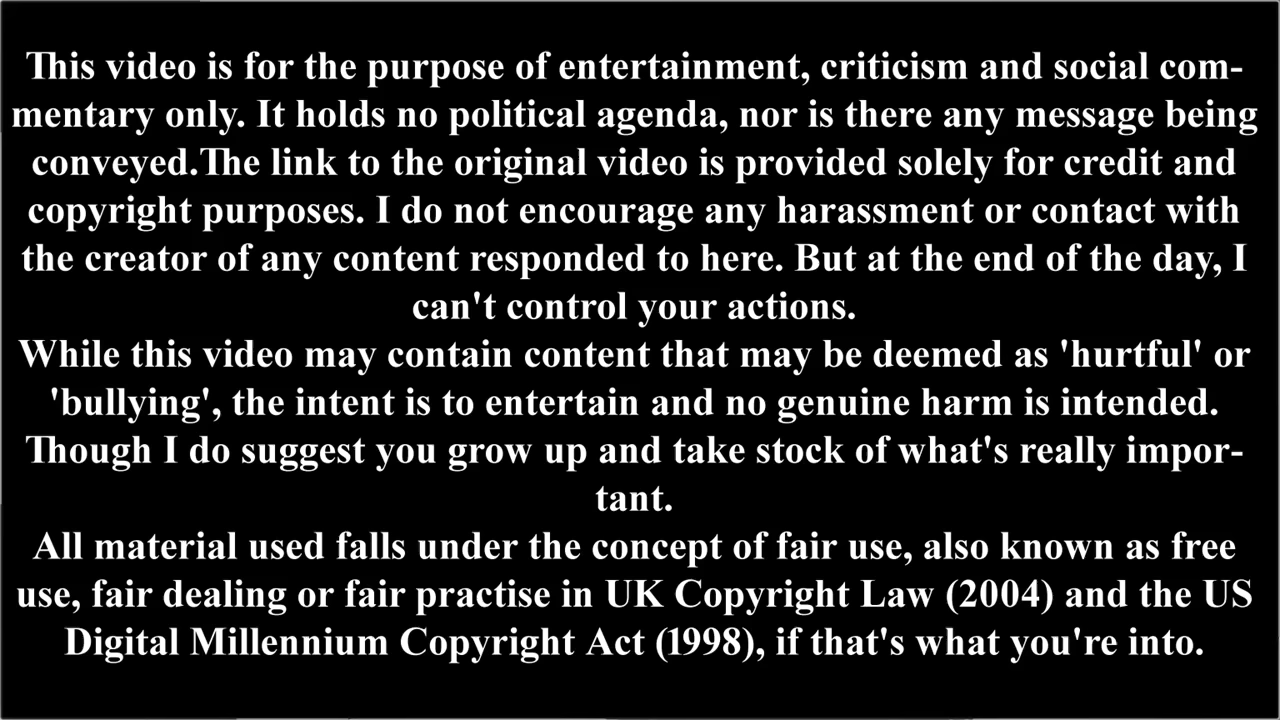 This video is for the purpose of entertainment, criticism and social com-
mentary only. It holds no political agenda, nor is there any message being
conveyed.The link to the original video is provided solely for credit and
copyright purposes. I do not encourage any harassment or contact with
the creator of any content responded to here. But at the end of the day, I
can't control your actions.
While this video may contain content that may be deemed as 'hurtful' or
'bullying', the intent is to entertain and no genuine harm is intended.
Though I do suggest you grow up and take stock of what's really impor-
tant.
All material used falls under the concept of fair use, also known as free
use, fair dealing or fair practise in UK Copyright Law (2004) and the US
Digital Millennium Copyright Act (1998), if that's what you're into.